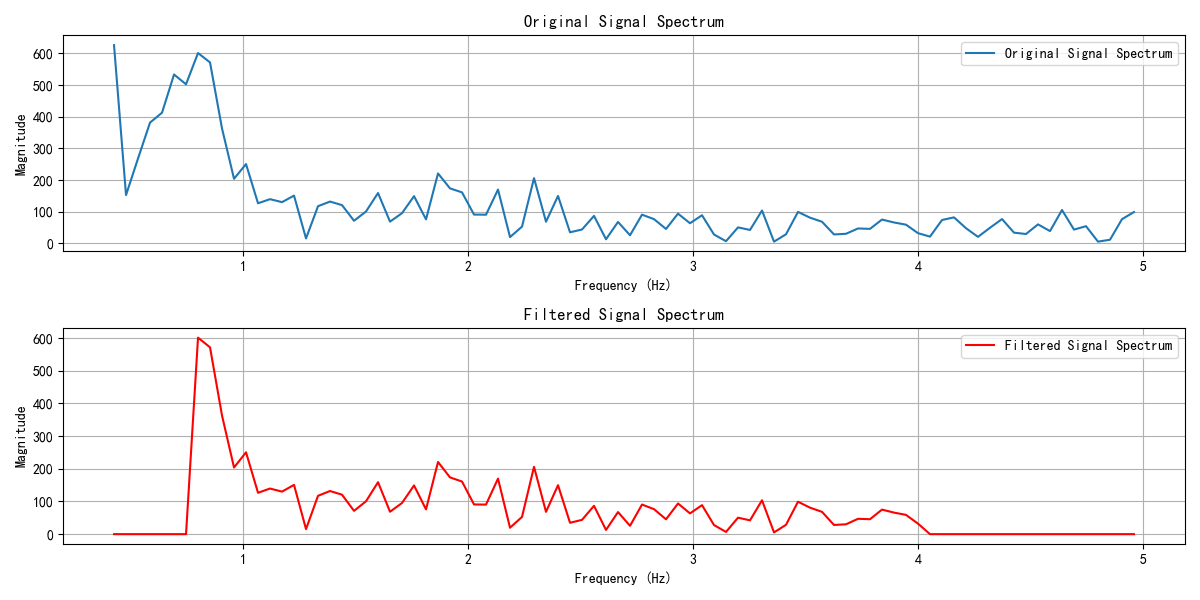 Original Signal Spectrum
Original Signal Spectrum
600
500
400
300
200
100
0
Magnitude
1 2 3 4 5
Frequency (Hz)
Filtered Signal Spectrum
Filtered Signal Spectrum
600
500
400
300
200
100
0
Magnitude
1 2 3 4 5
Frequency (Hz)